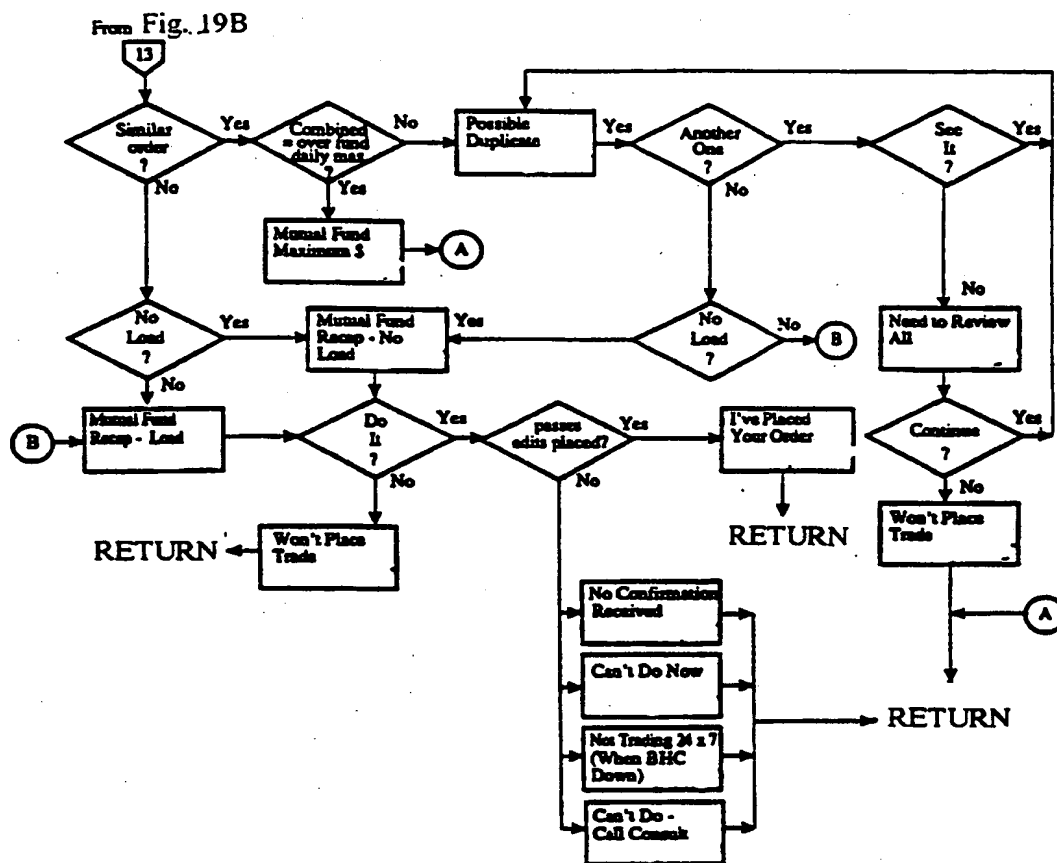 From Fig. 19B
13
Similar
order
?
Yes
No
Combined
= over fund
daily max
?
No
Yes
Possible
Duplicate
Yes
Another
One
?
Yes
No
See
It
?
Yes
No
Mutual Fund
Maximum $
A
No
Load
?
Yes
No
Mutual Fund
Recap - No
Load
Yes
No
Load
?
No
B
Need to Review
All
B
Mutual Fund
Recap - Load
Do
It
?
Yes
No
passes
edits placed?
Yes
No
I've Placed
Your Order
Continue
?
Yes
No
RETURN
Won't Place
Trade
RETURN
Won't Place
Trade
No Confirmation
Received
A
Can't Do Now
RETURN
Not Trading 24 x 7
(When BHC
Down)
Can't Do -
Call Consult